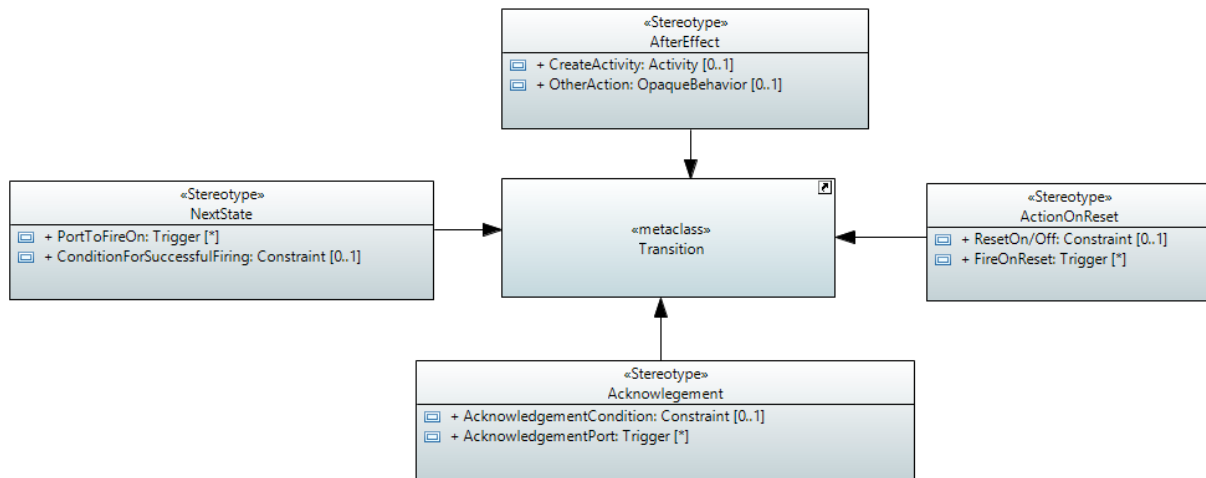 «Stereotype»
AfterEffect
+ CreateActivity: Activity [0..1]
+ OtherAction: OpaqueBehavior [0..1]
«Stereotype»
NextState
+ PortToFireOn: Trigger [*]
+ ConditionForSuccessfulFiring: Constraint [0..1]
«metaclass»
Transition
«Stereotype»
ActionOnReset
+ ResetOn/Off: Constraint [0..1]
+ FireOnReset: Trigger [*]
«Stereotype»
Acknowlegement
+ AcknowledgementCondition: Constraint [0..1]
+ AcknowledgementPort: Trigger [*]